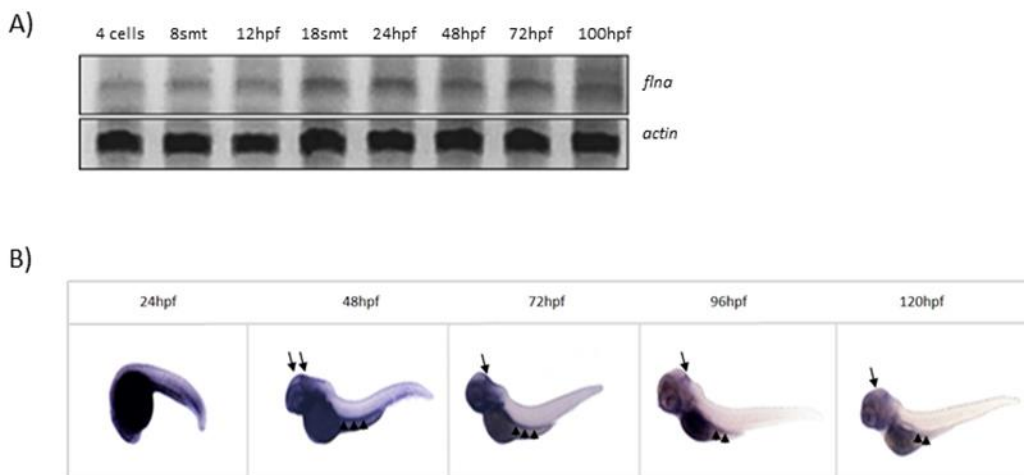 A)
4 cells 8smt 12hpf 18smt 24hpf 48hpf 72hpf 100hpf
flna
actin
B)
24hpf 48hpf 72hpf 96hpf 120hpf